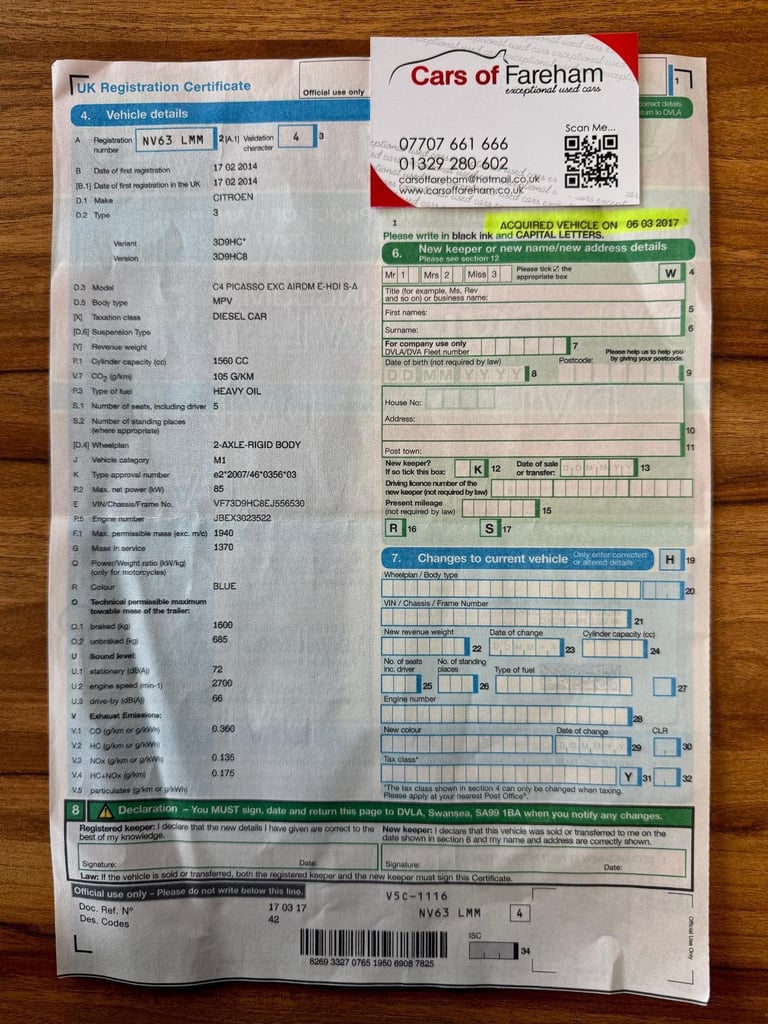 UK Registration Certificate
Official use only
1
4. Vehicle details
A Registration number NV63 LMM 2 [A.1] Validation character 4 3
B Date of first registration 17 02 2014
[B.1] Date of first registration in the UK 17 02 2014
D.1 Make CITROEN
D.2 Type 3
Variant 3D9HC*
Version 3D9HC8
D.3 Model C4 PICASSO EXC AIRDM E-HDI S-A
D.5 Body type MPV
[X] Taxation class DIESEL CAR
[D.6] Suspension Type
[Y] Revenue weight
P.1 Cylinder capacity (cc) 1560 CC
V.7 CO2 (g/km) 105 G/KM
P.3 Type of fuel HEAVY OIL
S.1 Number of seats, including driver 5
S.2 Number of standing places (where appropriate)
[D.4] Wheelplan 2-AXLE-RIGID BODY
J Vehicle category M1
K Type approval number e2*2007/46*0356*03
P.2 Max. net power (kW) 85
E VIN/Chassis/Frame No. VF73D9HC8EJ556530
P.5 Engine number JBEX3023522
F.1 Max. permissible mass (exc. m/c) 1940
G Mass in service 1370
Q Power/Weight ratio (kW/kg) (only for motorcycles)
R Colour BLUE
O Technical permissible maximum towable mass of the trailer:
O.1 braked (kg) 1600
O.2 unbraked (kg) 685
U Sound level:
U.1 stationary (dB(A)) 72
U.2 engine speed (min-1) 2700
U.3 drive-by (dB(A)) 66
V Exhaust Emissions:
V.1 CO (g/km or g/kWh) 0.360
V.2 HC (g/km or g/kWh)
V.3 NOx (g/km or g/kWh) 0.135
V.4 HC+NOx (g/km) 0.175
V.5 particulates (g/km or g/kWh)
Cars of Fareham
exceptional used cars
Scan Me...
07707 661 666
01329 280 602
carsoffareham@hotmail.co.uk
www.carsoffareham.co.uk
correct details
return to DVLA
I ACQUIRED VEHICLE ON 06 03 2017
Please write in black ink and CAPITAL LETTERS.
6. New keeper or new name/new address details
Please see section 12
Mr 1 Mrs 2 Miss 3 Please tick ☑ the appropriate box W 4
Title (for example, Ms, Rev and so on) or business name:
First names: 5
Surname: 6
For company use only
DVLA/DVA Fleet number 7
Please help us to help you by giving your postcode.
Date of birth (not required by law) Postcode:
D D M M Y Y Y Y 8 9
House No:
Address:
10
Post town: 11
New keeper? If so tick this box: K 12 Date of sale or transfer: D D M M Y Y 13
Driving licence number of the new keeper (not required by law) 14
Present mileage (not required by law) 15
R 16 S 17
7. Changes to current vehicle Only enter corrected or altered details H 19
Wheelplan / Body type
20
VIN / Chassis / Frame Number
21
New revenue weight Date of change Cylinder capacity (cc)
22 D D M M Y Y 23 24
No. of seats inc. driver No. of standing places Type of fuel
25 26 27
Engine number
28
New colour Date of change CLR
D D M M Y Y 29 30
Tax class*
Y 31 32
*The tax class shown in section 4 can only be changed when taxing.
Please apply at your nearest Post Office*.
8 Declaration – You MUST sign, date and return this page to DVLA, Swansea, SA99 1BA when you notify any changes.
Registered keeper: I declare that the new details I have given are correct to the best of my knowledge.
New keeper: I declare that this vehicle was sold or transferred to me on the date shown in section 6 and my name and address are correctly shown.
Signature: Date: Signature: Date:
Law: If the vehicle is sold or transferred, both the registered keeper and the new keeper must sign this Certificate.
Official use only – Please do not write below this line.
V5C-1116
Doc. Ref. Nº 17 03 17
NV63 LMM 4
Des. Codes 42
ISC
34
8269 3327 0765 1950 6908 7825
Official Use Only